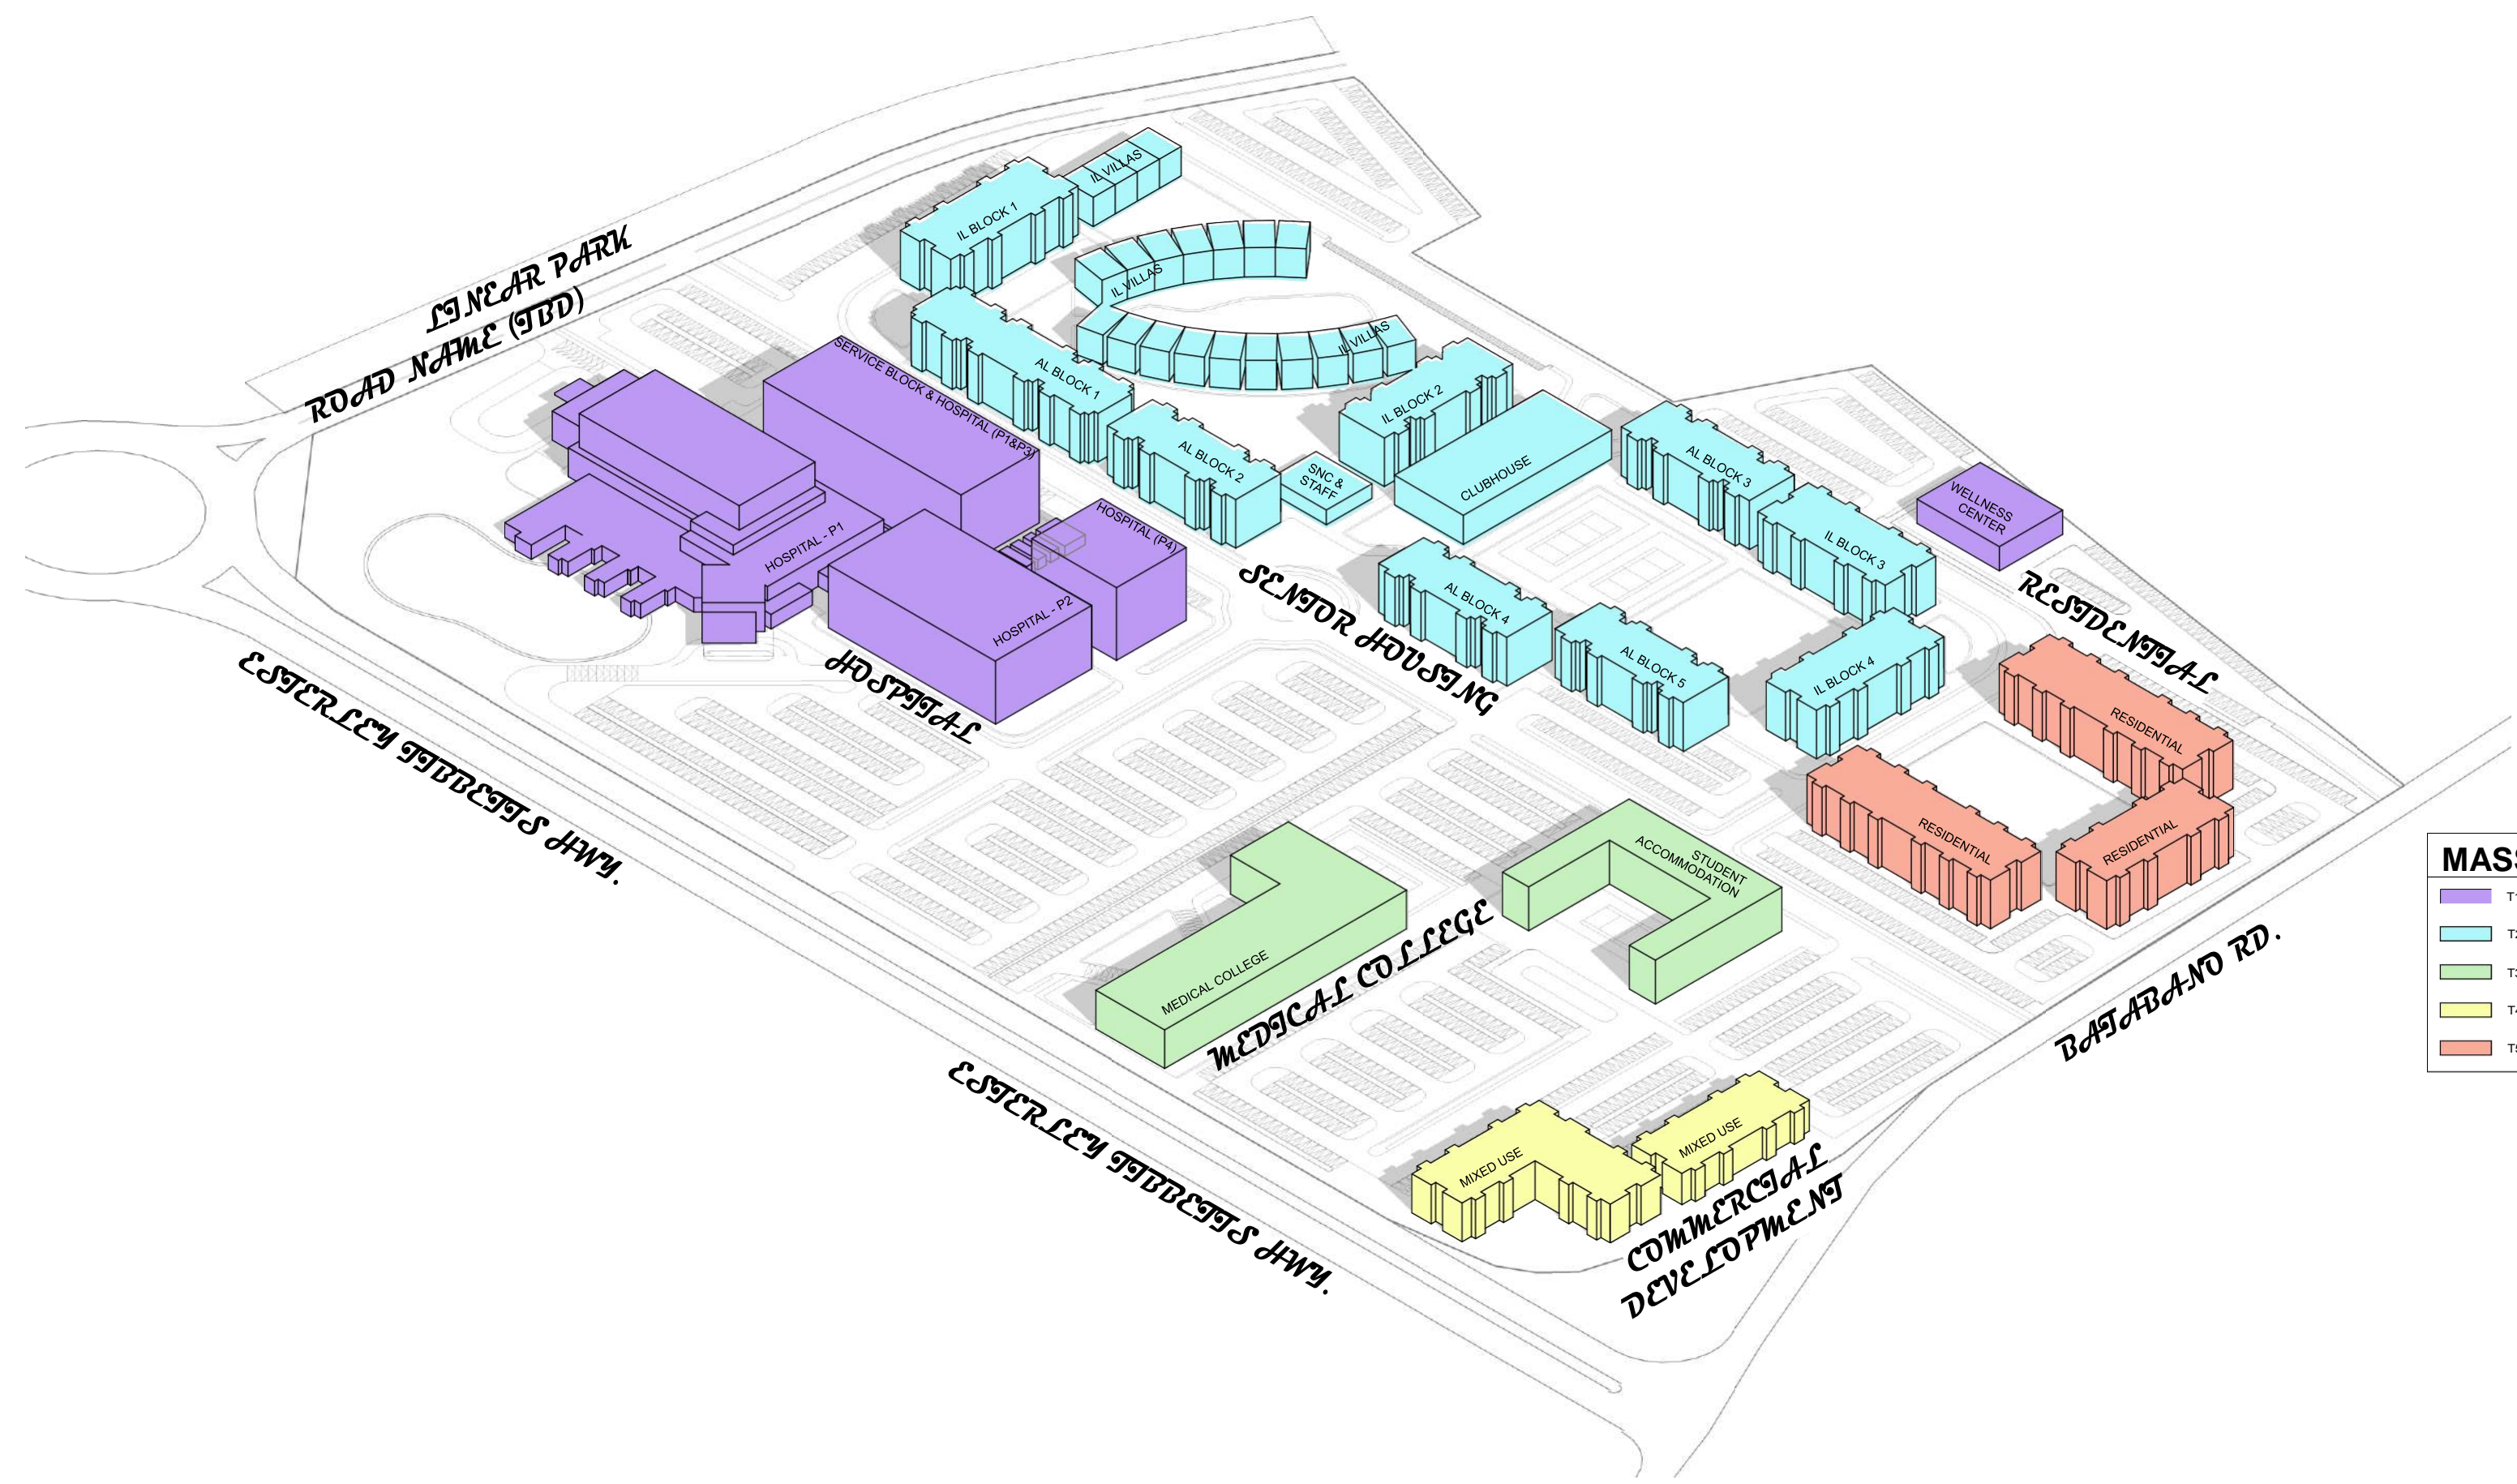 LINEAR PARK
ROAD NAME (TBD)
IL VILLAS
IL BLOCK 1
IL VILLAS
IL VILLAS
SERVICE BLOCK & HOSPITAL (P1&P3)
AL BLOCK 1
IL BLOCK 2
AL BLOCK 2
SNC &
STAFF
CLUBHOUSE
AL BLOCK 3
WELLNESS
CENTER
HOSPITAL - P1
HOSPITAL (P4)
HOSPITAL - P2
IL BLOCK 3
AL BLOCK 4
AL BLOCK 5
IL BLOCK 4
SENIOR HOUSING
RESIDENTIAL
HOSPITAL
ESTERLEY TIBBETTS HWY.
RESIDENTIAL
RESIDENTIAL
RESIDENTIAL
STUDENT
ACCOMMODATION
MEDICAL COLLEGE
MEDICAL COLLEGE
BATABANO RD.
ESTERLEY TIBBETTS HWY.
MIXED USE
MIXED USE
COMMERCIAL
DEVELOPMENT